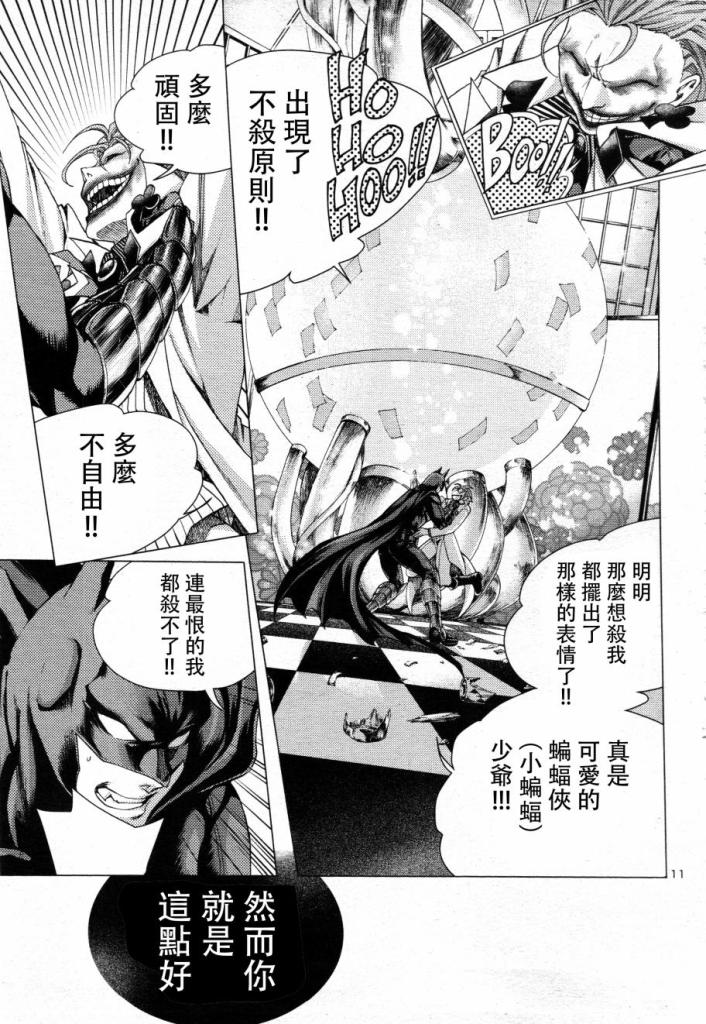 BOO!!
HO
HO
HOO!!
出現了
不殺原則!!
明明
那麼想殺我
都擺出了
那樣的表情了!!
真是
可愛的
蝙蝠俠
(小蝙蝠)
少爺!!!
多麼
頑固!!
多麼
不自由!!
連最恨的我
都殺不了!!
然而你
就是
這點好
11